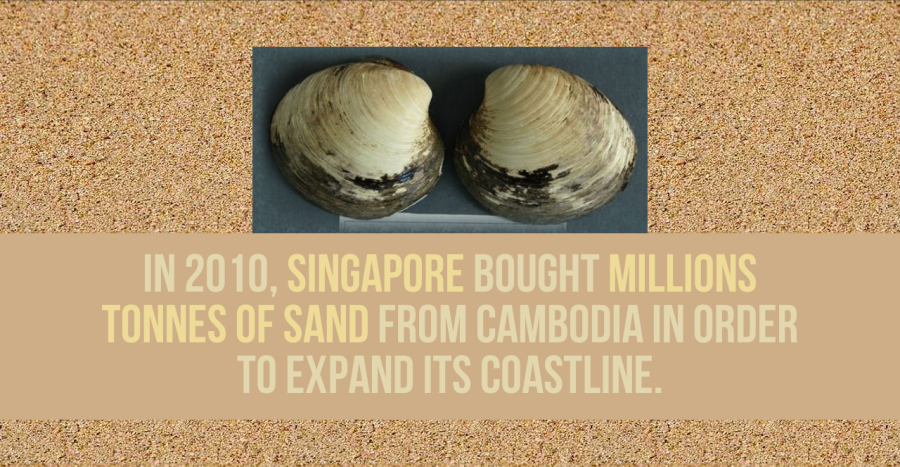 IN 2010, SINGAPORE BOUGHT MILLIONS
TONNES OF SAND FROM CAMBODIA IN ORDER
TO EXPAND ITS COASTLINE.